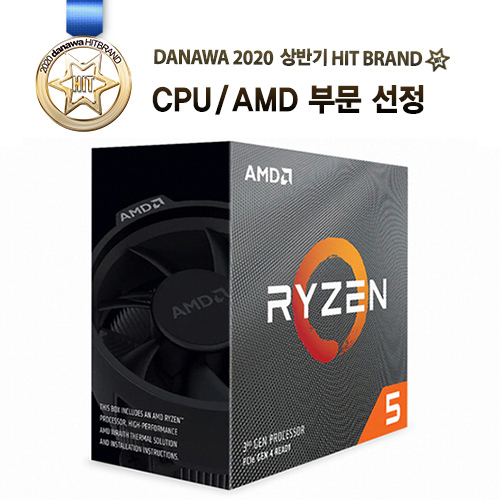 2020 danawa HITBRAND
HIT
DANAWA 2020 상반기 HIT BRAND HIT
CPU / AMD 부문 선정
AMD
AMD
AMD
RYZEN
THIS BOX INCLUDES AN AMD RYZEN™
PROCESSOR, HIGH-PERFORMANCE
AMD WRAITH THERMAL SOLUTION
AND INSTALLATION INSTRUCTIONS.
3rd GEN PROCESSOR
PCIe GEN 4 READY
5